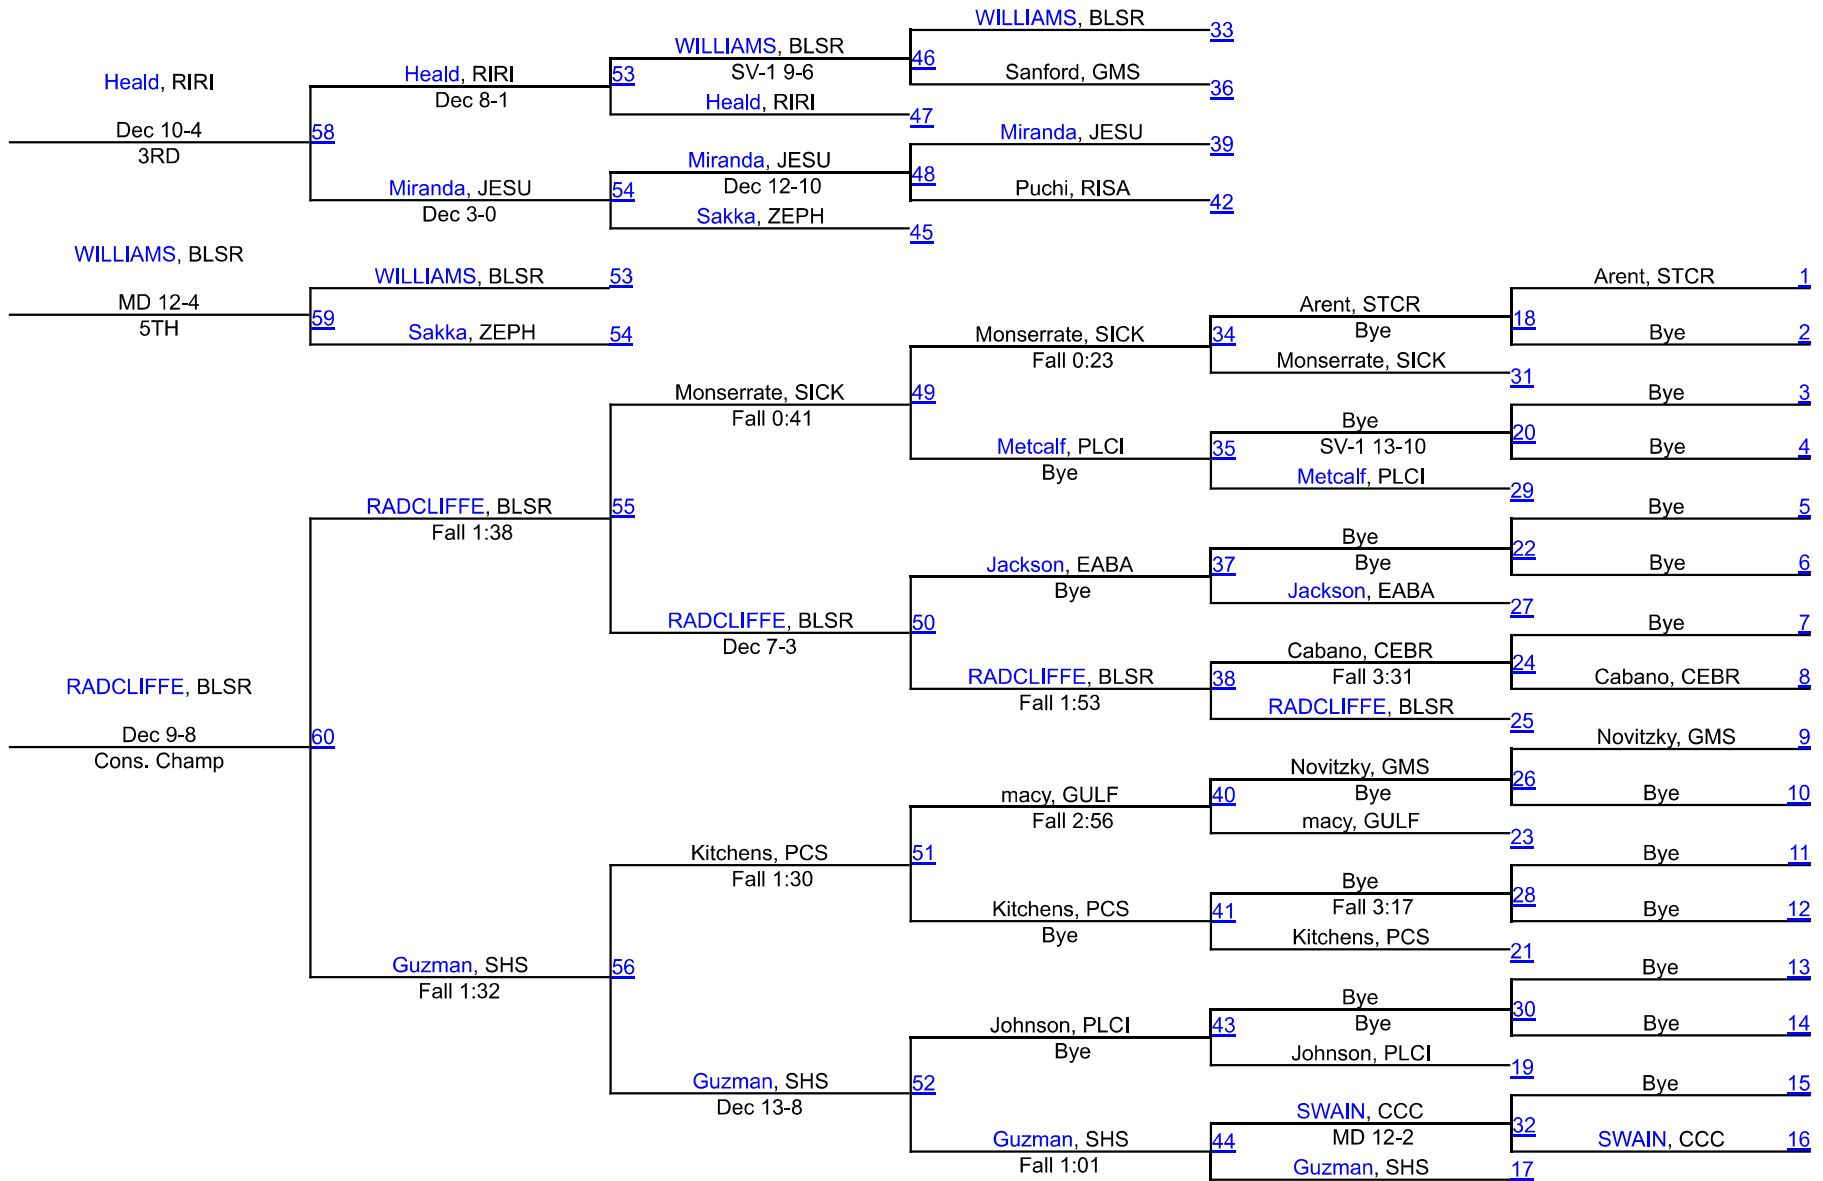 WILLIAMS, BLSR
33
WILLIAMS, BLSR
46
SV-1 9-6
Sanford, GMS
36
Heald, RIRI
Heald, RIRI
53
Dec 8-1
Heald, RIRI
47
Dec 10-4
58
3RD
Miranda, JESU
39
Miranda, JESU
48
Dec 12-10
Puchi, RISA
42
Miranda, JESU
54
Dec 3-0
Sakka, ZEPH
45
WILLIAMS, BLSR
WILLIAMS, BLSR
53
MD 12-4
59
5TH
Sakka, ZEPH
54
Arent, STCR
1
Arent, STCR
18
Bye
Bye
2
Monserrate, SICK
34
Fall 0:23
Monserrate, SICK
31
Monserrate, SICK
49
Fall 0:41
Bye
3
Bye
20
SV-1 13-10
Bye
4
Metcalf, PLCI
35
Bye
Metcalf, PLCI
29
RADCLIFFE, BLSR
55
Fall 1:38
Bye
5
Bye
22
Bye
Bye
6
Jackson, EABA
37
Bye
Jackson, EABA
27
RADCLIFFE, BLSR
50
Dec 7-3
Bye
7
Cabano, CEBR
24
Fall 3:31
Cabano, CEBR
8
RADCLIFFE, BLSR
38
Fall 1:53
RADCLIFFE, BLSR
25
RADCLIFFE, BLSR
Dec 9-8
60
Cons. Champ
Novitzky, GMS
9
Novitzky, GMS
26
Bye
Bye
10
macy, GULF
40
Fall 2:56
macy, GULF
23
Kitchens, PCS
51
Fall 1:30
Bye
11
Bye
28
Fall 3:17
Bye
12
Kitchens, PCS
41
Bye
Kitchens, PCS
21
Guzman, SHS
56
Fall 1:32
Bye
13
Bye
30
Bye
Bye
14
Johnson, PLCI
43
Bye
Johnson, PLCI
19
Guzman, SHS
52
Dec 13-8
Bye
15
SWAIN, CCC
32
MD 12-2
SWAIN, CCC
16
Guzman, SHS
44
Fall 1:01
Guzman, SHS
17